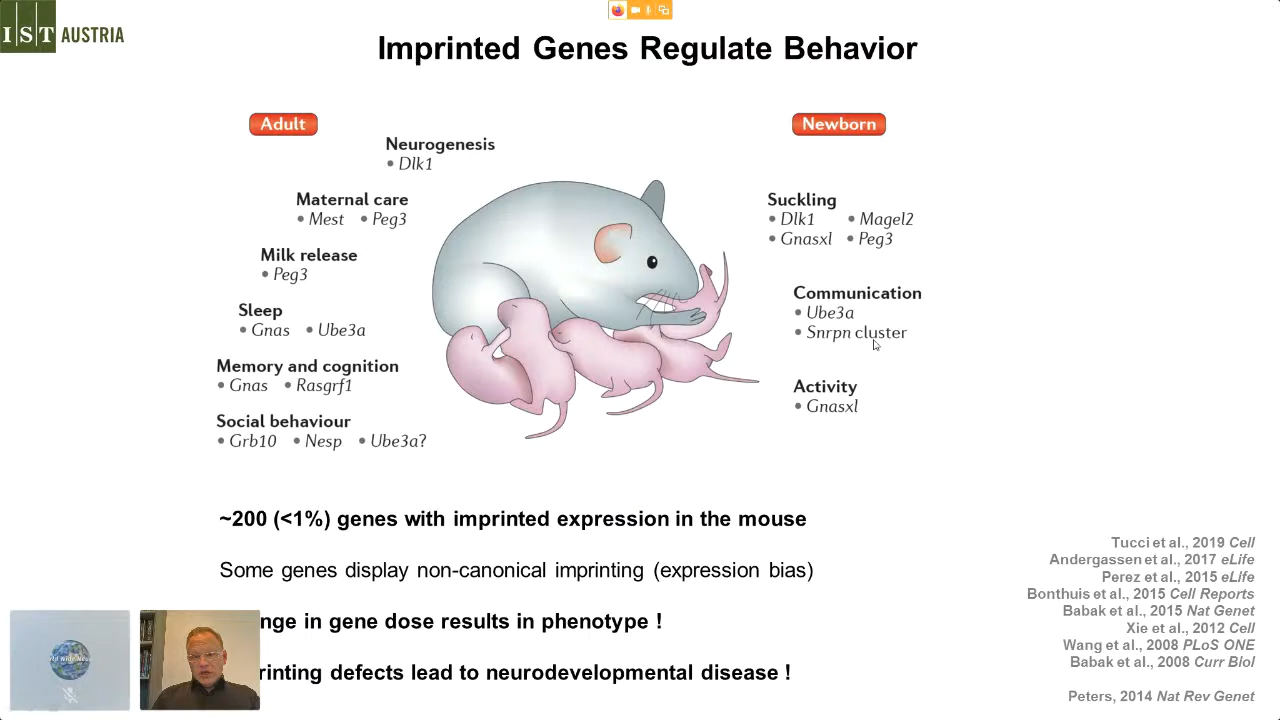 IST AUSTRIA
Imprinted Genes Regulate Behavior
Adult
Newborn
Neurogenesis
• Dlk1
Maternal care
• Mest • Peg3
Milk release
• Peg3
Sleep
• Gnas • Ube3a
Memory and cognition
• Gnas • Rasgrf1
Social behaviour
• Grb10 • Nesp • Ube3a?
Suckling
• Dlk1 • Magel2
• Gnasxl • Peg3
Communication
• Ube3a
• Snrpn cluster
Activity
• Gnasxl
~200 (<1%) genes with imprinted expression in the mouse
Some genes display non-canonical imprinting (expression bias)
nge in gene dose results in phenotype !
rinting defects lead to neurodevelopmental disease !
Tucci et al., 2019 Cell
Andergassen et al., 2017 eLife
Perez et al., 2015 eLife
Bonthuis et al., 2015 Cell Reports
Babak et al., 2015 Nat Genet
Xie et al., 2012 Cell
Wang et al., 2008 PLoS ONE
Babak et al., 2008 Curr Biol
Peters, 2014 Nat Rev Genet